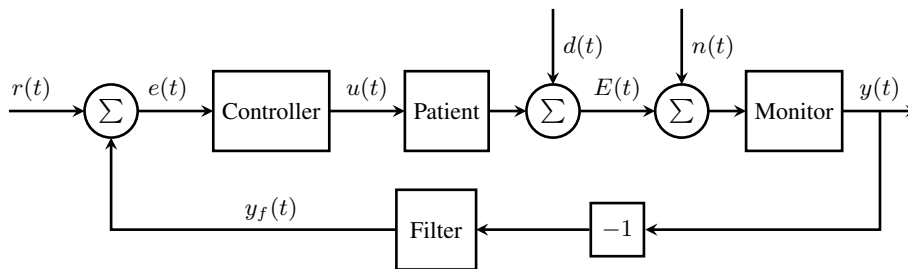 d(t)
n(t)
r(t)
∑
e(t)
Controller
u(t)
Patient
∑
E(t)
∑
Monitor
y(t)
y_f(t)
Filter
−1